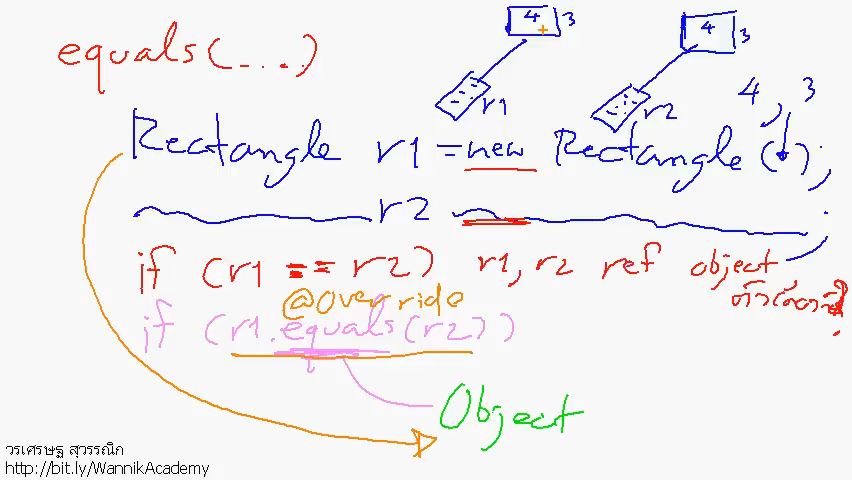 4 3 4 3
equals(....)
r1 r2 4 , 3
Rectangle r1 = new Rectangle ( );
r2
if (r1 == r2) r1, r2 ref object
@Override
if (r1.equals(r2))
Object
วรเศรษฐ สุวรรณิก
http://bit.ly/WannikAcademy